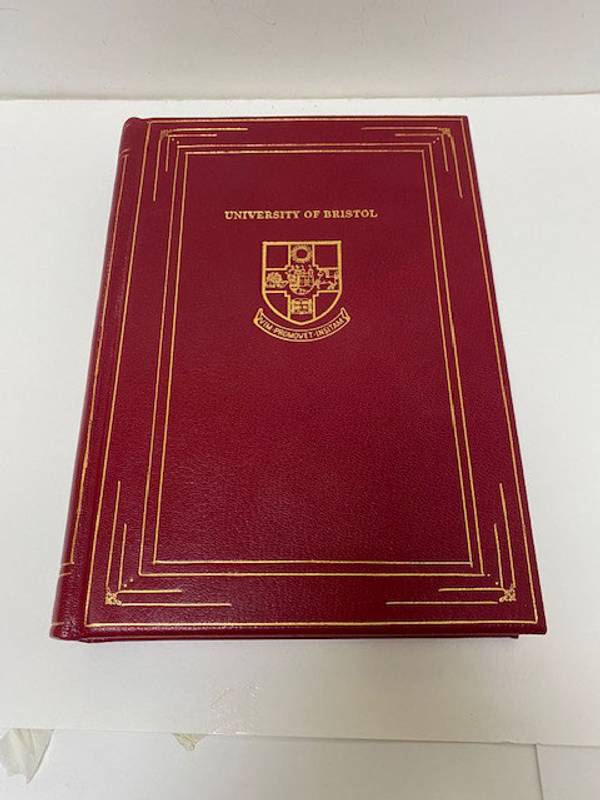 UNIVERSITY OF BRISTOL
VIM PROMOVET · INSITAM